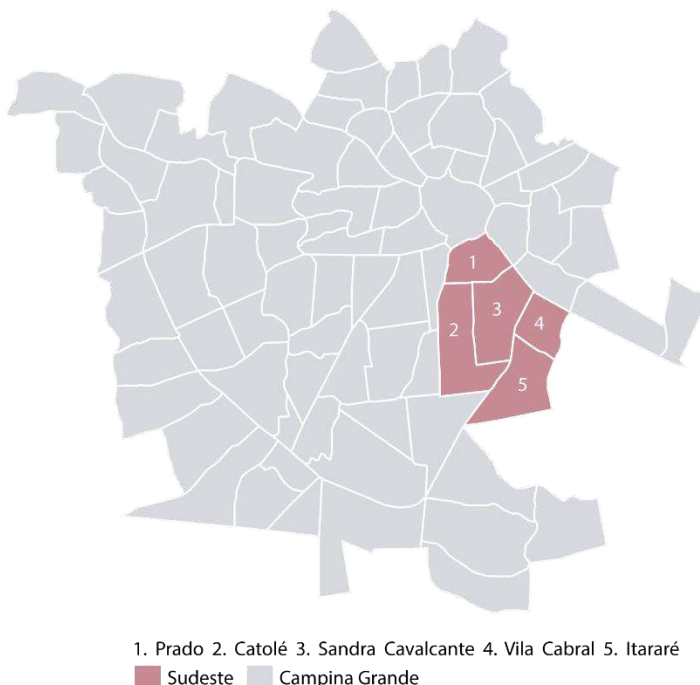 1
2
3
4
5
1. Prado 2. Catolé 3. Sandra Cavalcante 4. Vila Cabral 5. Itararé
Sudeste Campina Grande